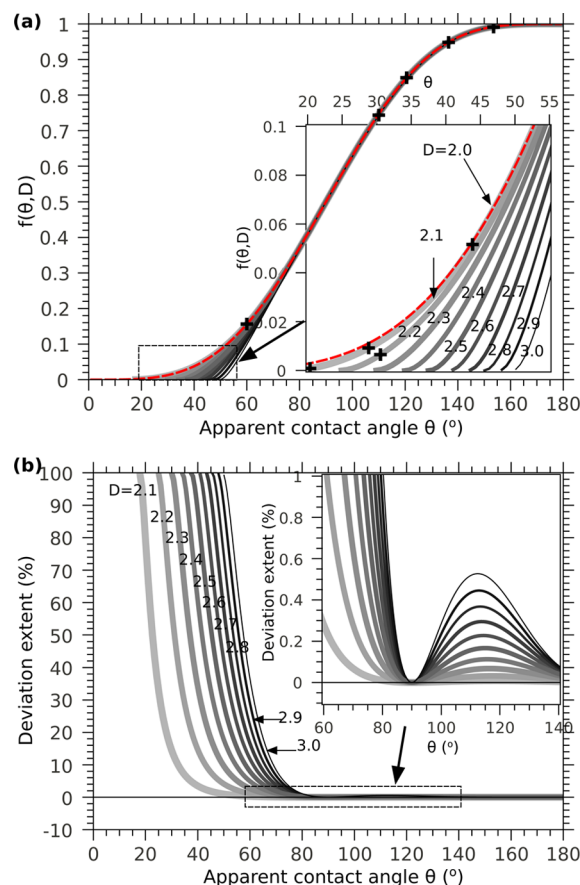 (a)
1
0.9
0.8
0.7
0.6
0.5
0.4
0.3
0.2
0.1
0
f(θ,D)
0 20 40 60 80 100 120 140 160 180
Apparent contact angle θ (º)
θ
20 25 30 35 40 45 50 55
0.1
0.08
0.06
0.04
0.02
0
f(θ,D)
D=2.0
2.1
2.2 2.3 2.4 2.7
2.5 2.6 2.9
2.8 3.0
(b)
100
90
80
70
60
50
40
30
20
10
0
-10
Deviation extent (%)
D=2.1
2.2
2.3
2.4
2.5
2.6
2.7
2.8
2.9
3.0
1
0.8
0.6
0.4
0.2
0
Deviation extent (%)
60 80 100 120 140
θ (º)
0 20 40 60 80 100 120 140 160 180
Apparent contact angle θ (º)